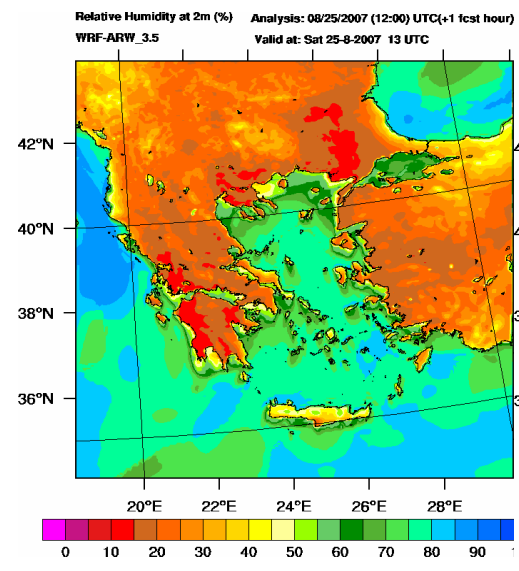 Relative Humidity at 2m (%) Analysis: 08/25/2007 (12:00) UTC(+1 fcst hour)
WRF-ARW_3.5 Valid at: Sat 25-8-2007 13 UTC
42°N
40°N
38°N
36°N
20°E 22°E 24°E 26°E 28°E
0 10 20 30 40 50 60 70 80 90